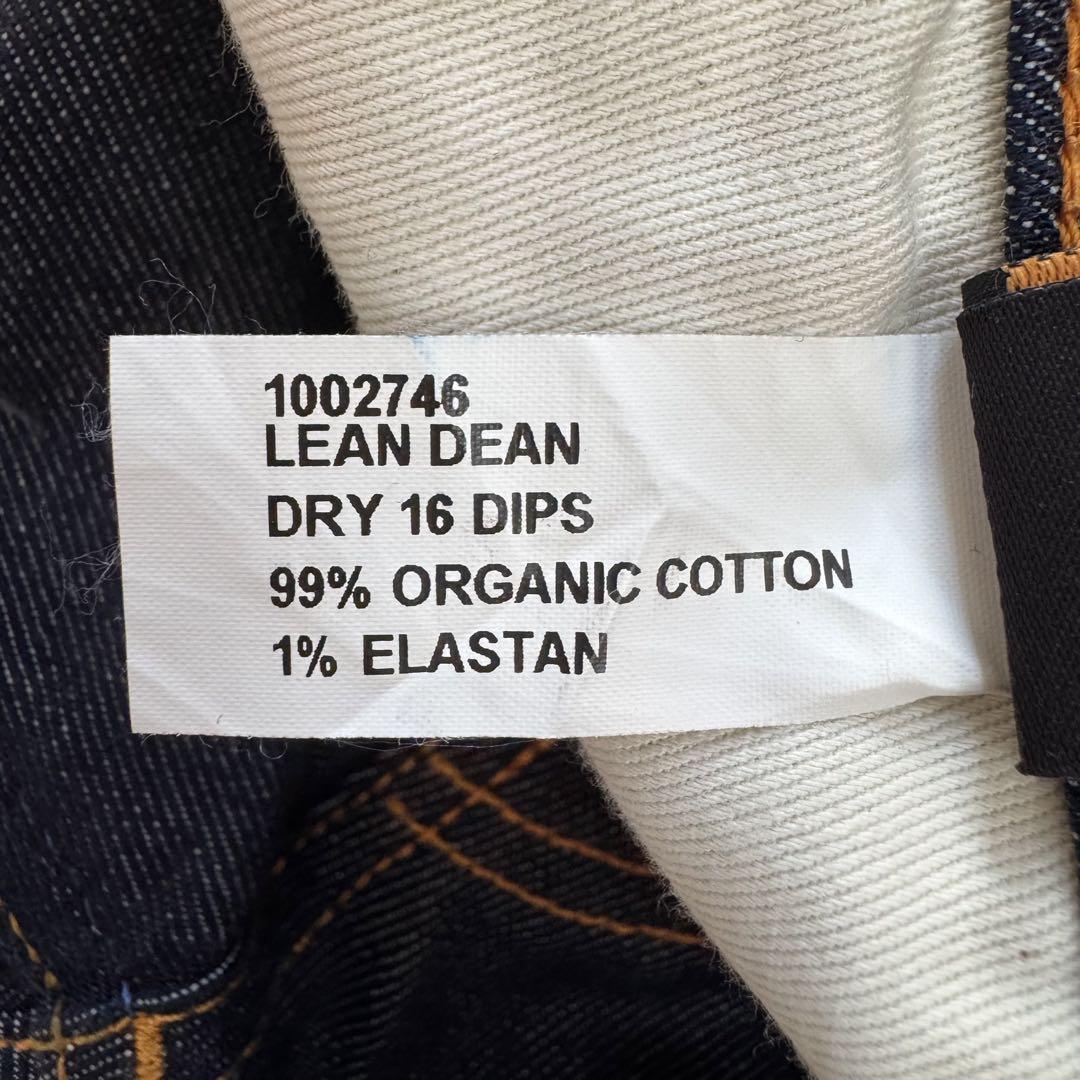 1002746
LEAN DEAN
DRY 16 DIPS
99% ORGANIC COTTON
1% ELASTAN